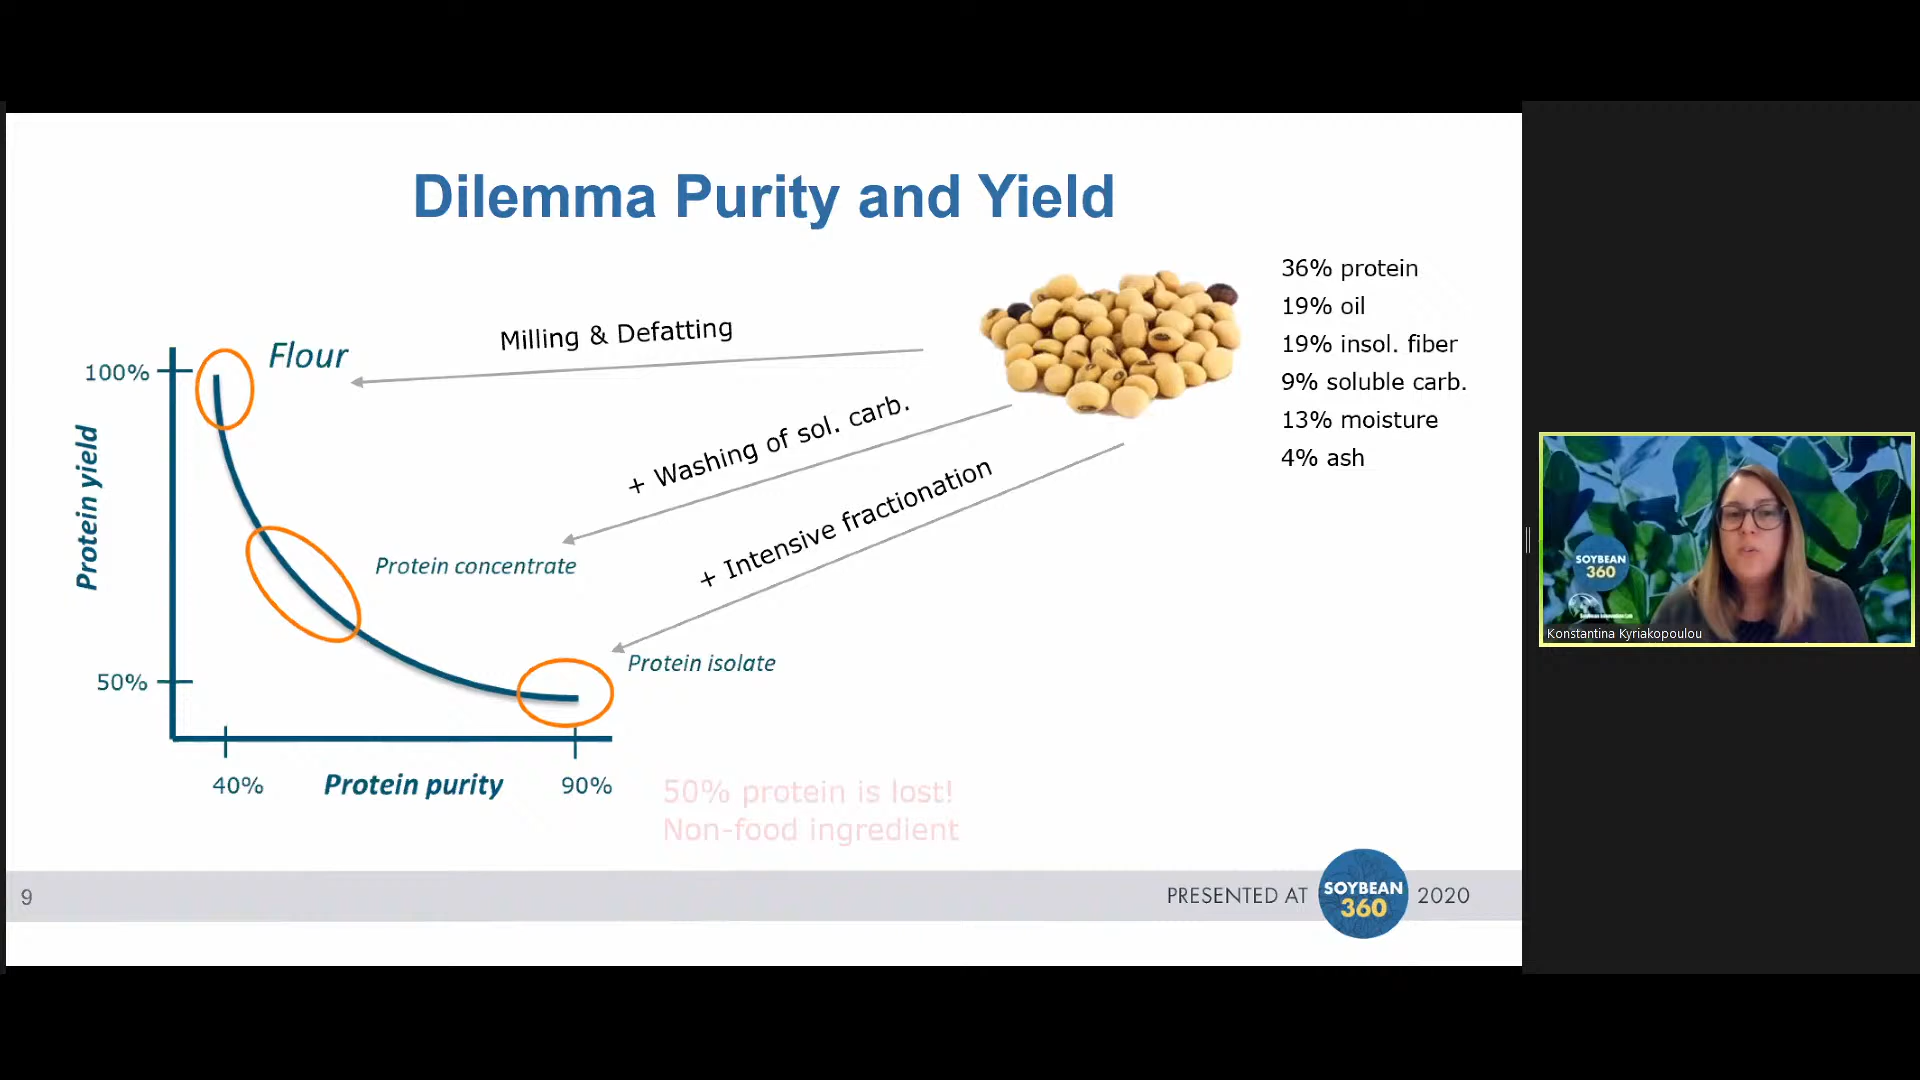 Dilemma Purity and Yield
36% protein
19% oil
19% insol. fiber
9% soluble carb.
13% moisture
4% ash
Milling & Defatting
+ Washing of sol. carb.
+ Intensive fractionation
Flour
Protein concentrate
Protein isolate
100%
50%
Protein yield
40%
Protein purity
90%
50% protein is lost!
Non-food ingredient
9
PRESENTED AT
SOYBEAN
360
2020
SOYBEAN
360
Konstantina Kyriakopoulou